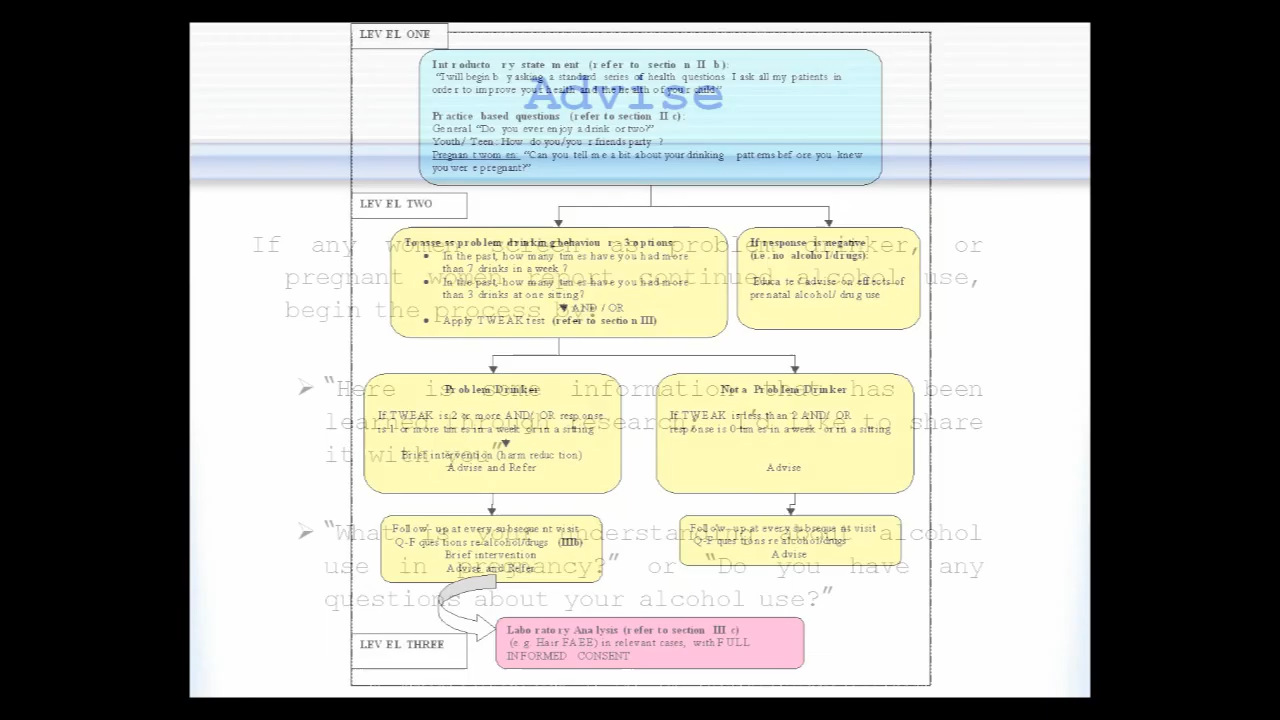 LEVEL ONE
Introductory statement (refer to section II b):
"I will begin by asking a standard series of health questions I ask all my patients in
order to improve your health and the health of your child"
Advise
Practice based questions (refer to section II c):
General "Do you ever enjoy a drink or two?"
Youth/ Teen: How do you/your friends party ?
Pregnant women: "Can you tell me a bit about your drinking patterns before you knew
you were pregnant?"
LEVEL TWO
To assess problem drinking behaviour - 3 options
• In the past, how many times have you had more
than 7 drinks in a week ?
• In the past, how many times have you had more
than 3 drinks at one sitting?
AND / OR
• Apply TWEAK test (refer to section III)
If response is negative
(i.e. no alcohol/drugs):
Educate & advise on effects of
prenatal alcohol/ drug use
If any women screen as problem drinker, or
pregnant women report continued alcohol use,
begin the process by:
Problem Drinker
If TWEAK is 2 or more AND/ OR response
is 1 or more times in a week or in a sitting
Brief intervention (harm reduction)
Advise and Refer
Not a Problem Drinker
If TWEAK is less than 2 AND/ OR
response is 0 times in a week or in a sitting
Advise
"Here is some information that has been
learned through research I'd like to share
it with you"
Follow-up at every subsequent visit
Q-F questions re alcohol/drugs (IIIb)
Brief intervention
Advise and Refer
Follow-up at every subsequent visit
Q-F questions re alcohol/drugs
Advise
"What is your understanding about alcohol
use in pregnancy?" or "Do you have any
questions about your alcohol use?"
LEVEL THREE
Laboratory Analysis (refer to section III c)
(e.g. Hair FAEE) in relevant cases, with FULL
INFORMED CONSENT